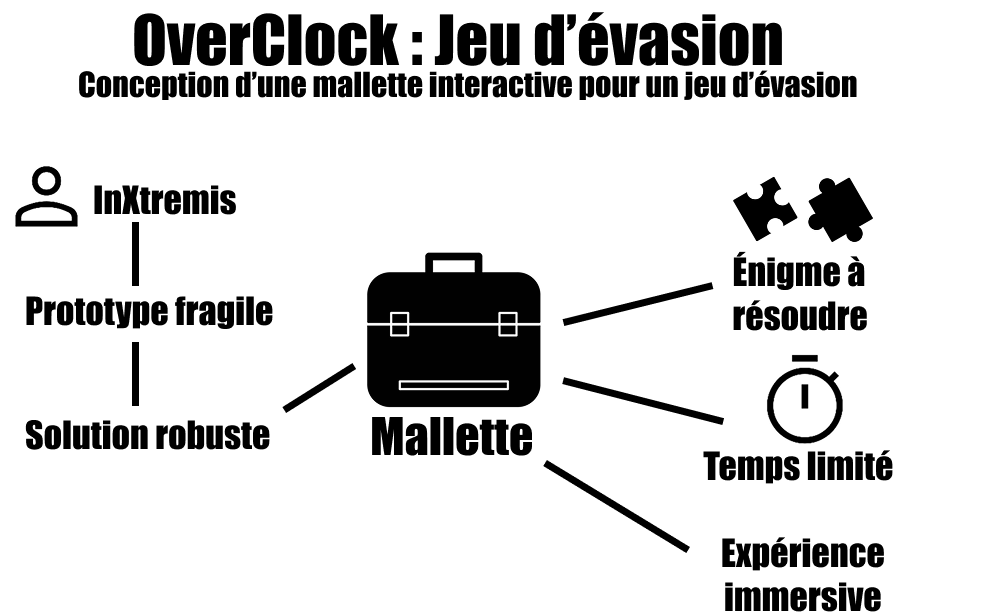 OverClock : Jeu d’évasion
Conception d’une mallette interactive pour un jeu d’évasion
InXtremis
Prototype fragile
Solution robuste
Mallette
Énigme à
résoudre
Temps limité
Expérience
immersive